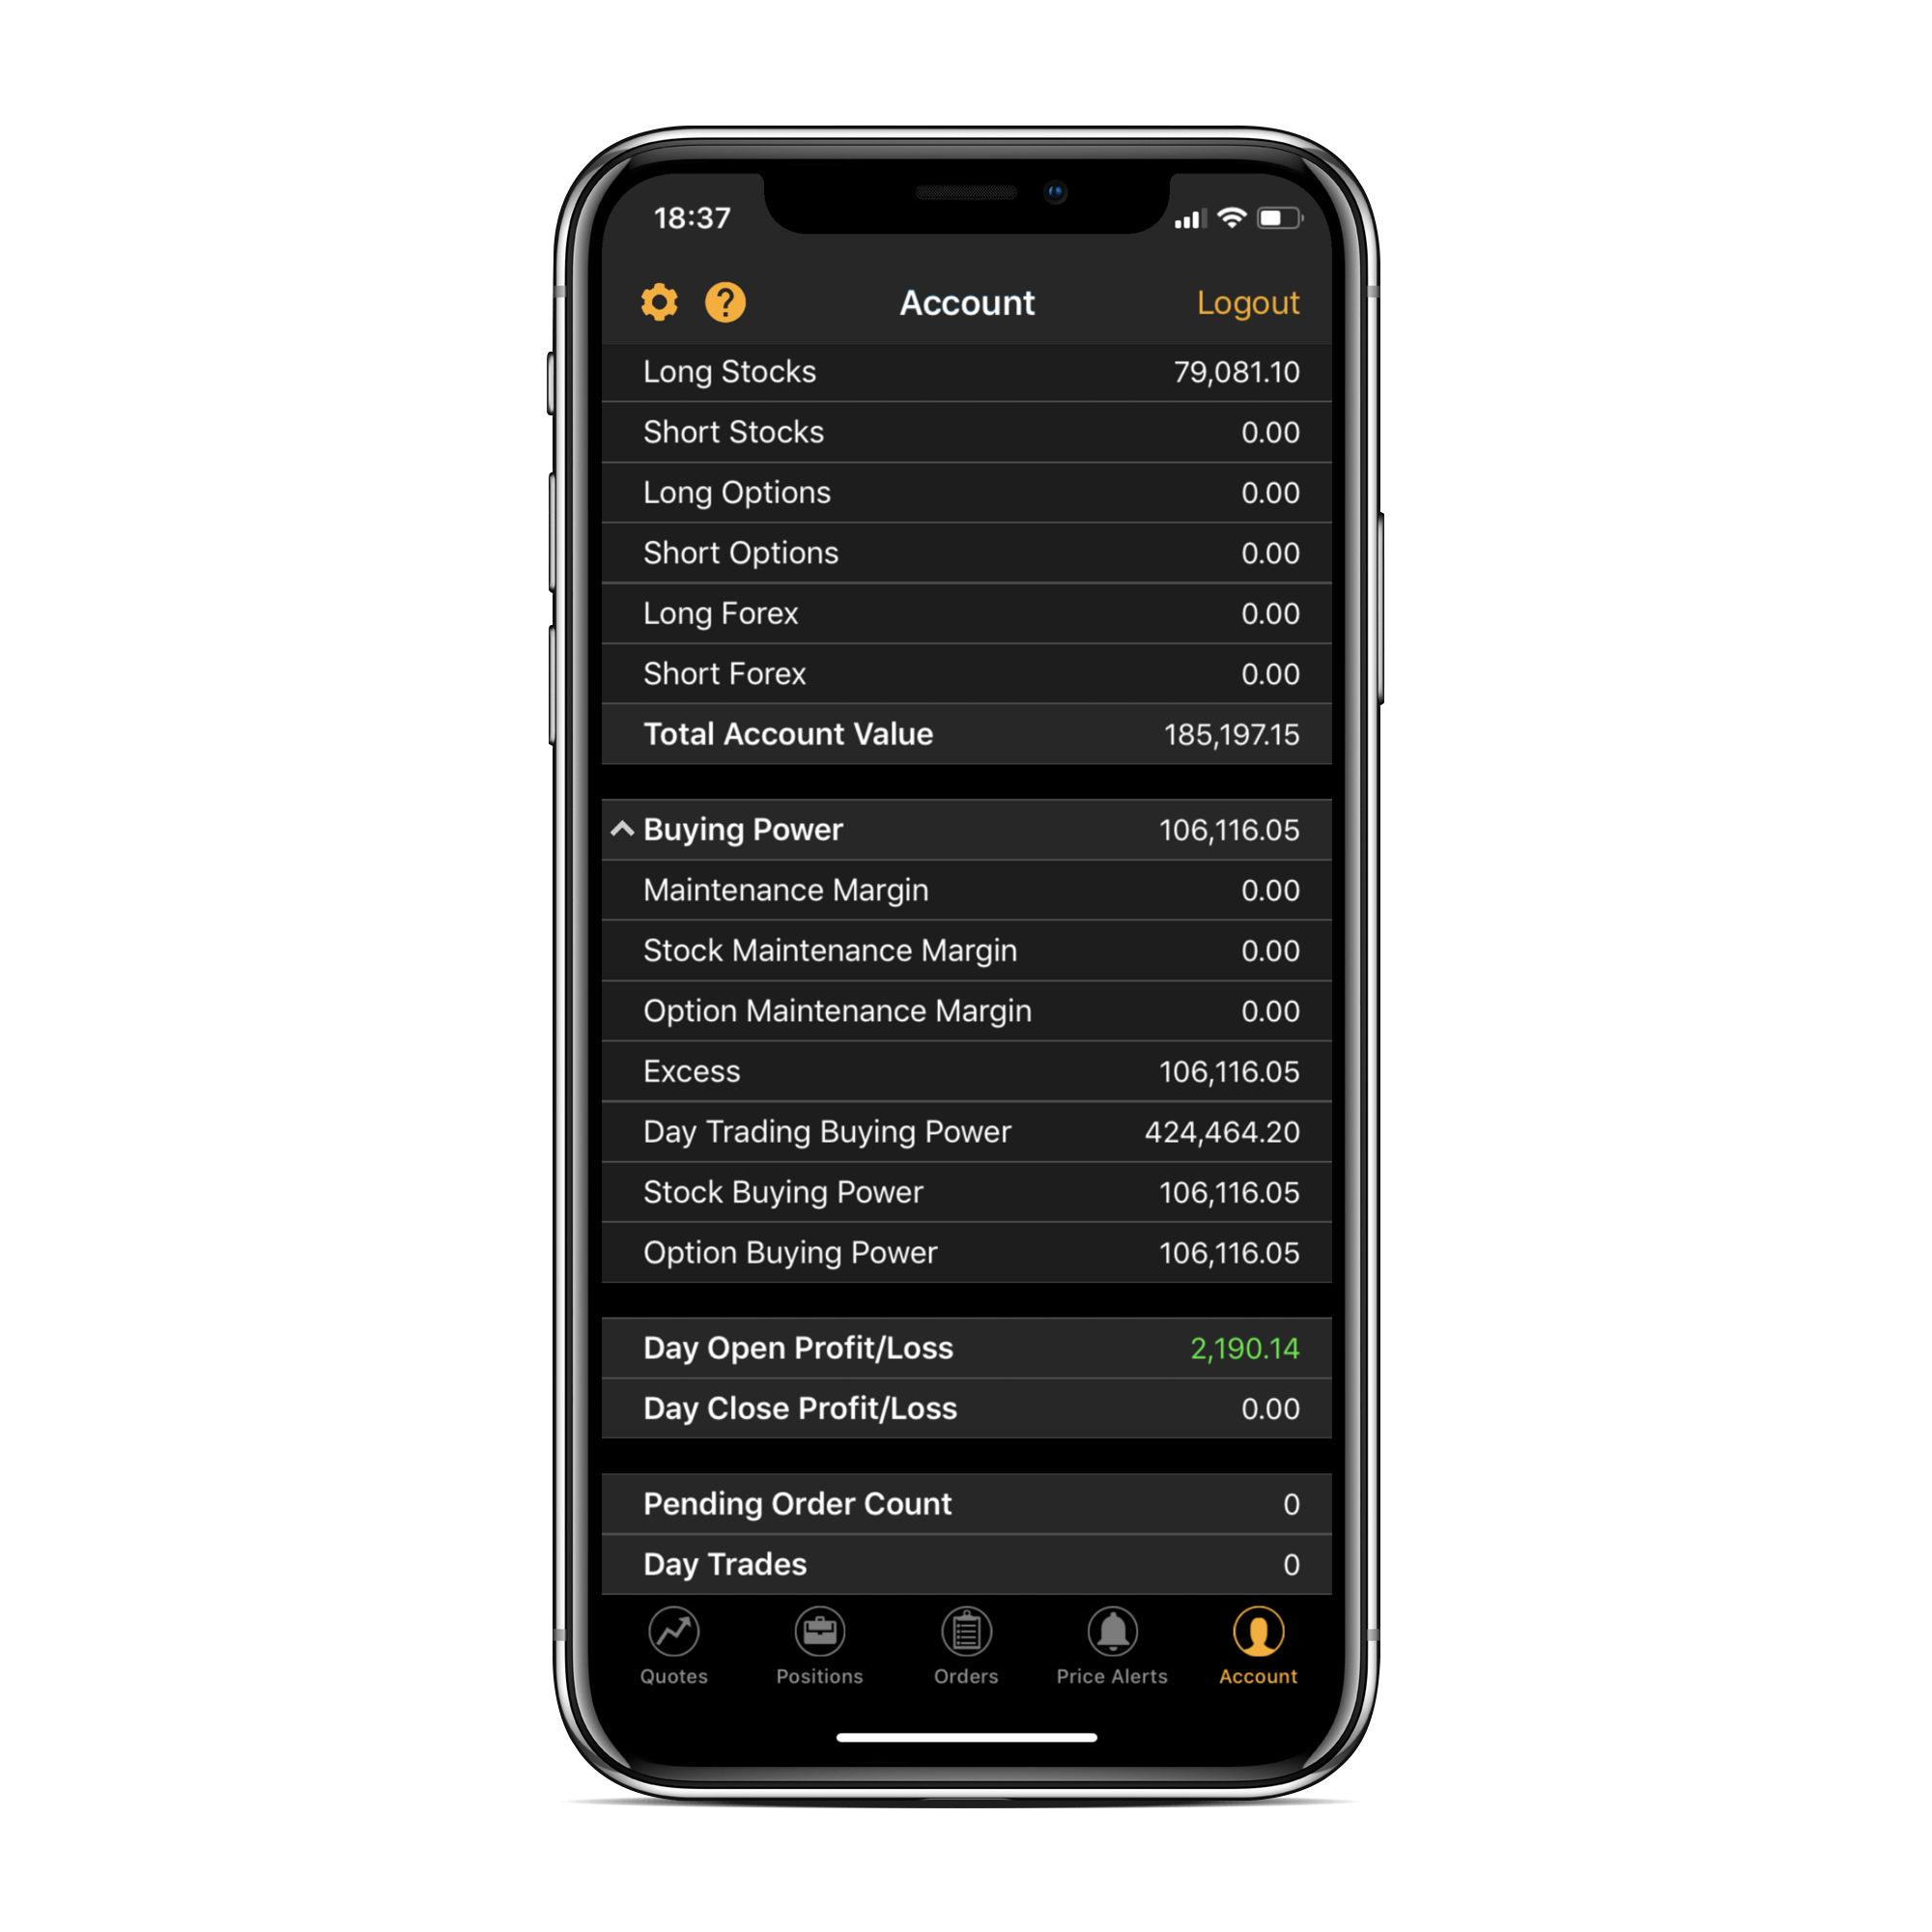 18:37
Account Logout
Long Stocks 79,081.10
Short Stocks 0.00
Long Options 0.00
Short Options 0.00
Long Forex 0.00
Short Forex 0.00
Total Account Value 185,197.15
Buying Power 106,116.05
Maintenance Margin 0.00
Stock Maintenance Margin 0.00
Option Maintenance Margin 0.00
Excess 106,116.05
Day Trading Buying Power 424,464.20
Stock Buying Power 106,116.05
Option Buying Power 106,116.05
Day Open Profit/Loss 2,190.14
Day Close Profit/Loss 0.00
Pending Order Count 0
Day Trades 0
Quotes Positions Orders Price Alerts Account